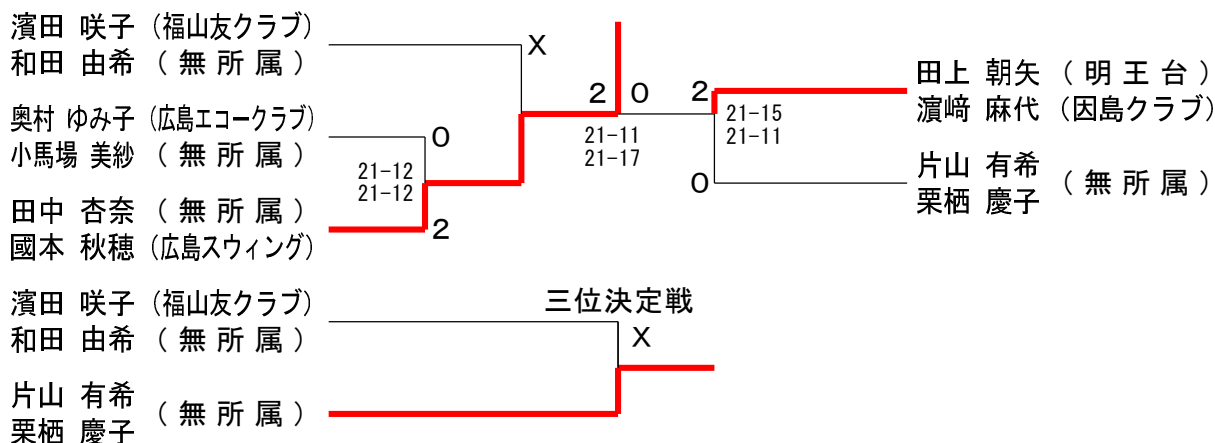 濱田 咲子 (福山友クラブ)
和田 由希 ( 無 所 属 )
X
奥村 ゆみ子 (広島エコークラブ)
小馬場 美紗 ( 無 所 属 )
0
21-12
21-12
田中 杏奈 ( 無 所 属 )
國本 秋穂 (広島スウィング)
2
2 0
21-11
21-17
2
21-15
21-11
0
田上 朝矢 ( 明 王 台 )
濵﨑 麻代 (因島クラブ)
片山 有希
栗栖 慶子
( 無 所 属 )
濱田 咲子 (福山友クラブ)
和田 由希 ( 無 所 属 )
三位決定戦
X
片山 有希
栗栖 慶子
( 無 所 属 )